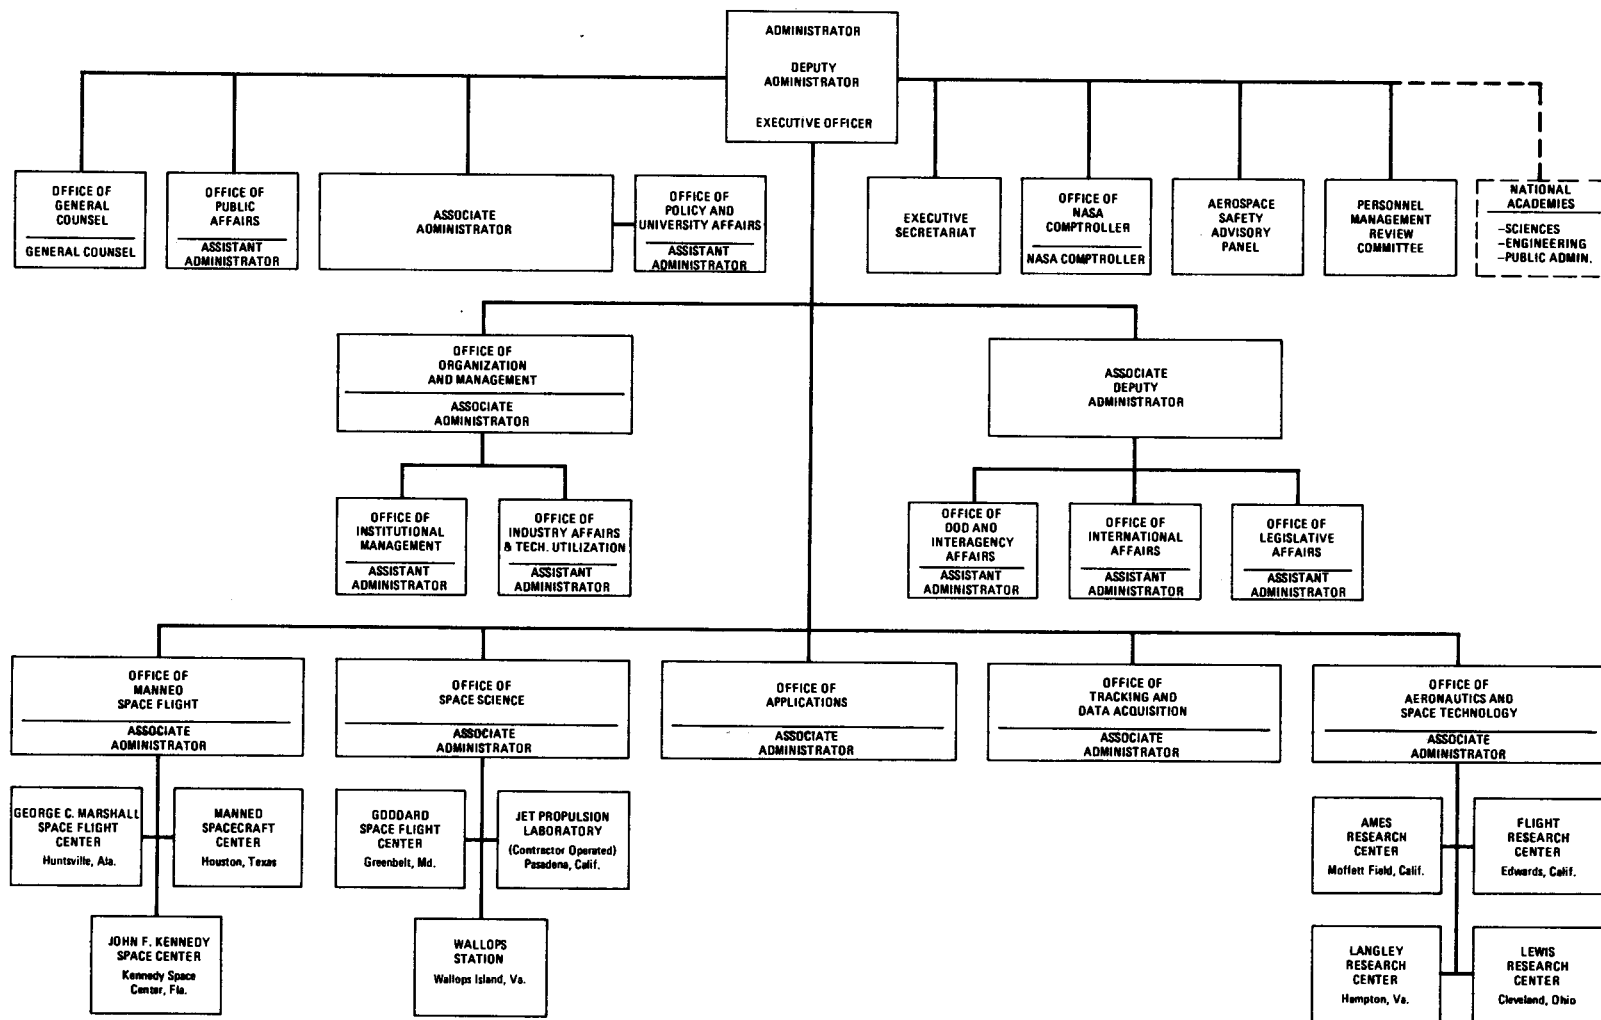 ADMINISTRATOR
DEPUTY
ADMINISTRATOR
EXECUTIVE OFFICER
OFFICE OF
GENERAL
COUNSEL
GENERAL COUNSEL
OFFICE OF
PUBLIC
AFFAIRS
ASSISTANT
ADMINISTRATOR
ASSOCIATE
ADMINISTRATOR
OFFICE OF
POLICY AND
UNIVERSITY AFFAIRS
ASSISTANT
ADMINISTRATOR
EXECUTIVE
SECRETARIAT
OFFICE OF
NASA
COMPTROLLER
NASA COMPTROLLER
AEROSPACE
SAFETY
ADVISORY
PANEL
PERSONNEL
MANAGEMENT
REVIEW
COMMITTEE
NATIONAL
ACADEMIES
–SCIENCES
–ENGINEERING
–PUBLIC ADMIN.
OFFICE OF
ORGANIZATION
AND MANAGEMENT
ASSOCIATE
ADMINISTRATOR
ASSOCIATE
DEPUTY
ADMINISTRATOR
OFFICE OF
INSTITUTIONAL
MANAGEMENT
ASSISTANT
ADMINISTRATOR
OFFICE OF
INDUSTRY AFFAIRS
& TECH. UTILIZATION
ASSISTANT
ADMINISTRATOR
OFFICE OF
DOD AND
INTERAGENCY
AFFAIRS
ASSISTANT
ADMINISTRATOR
OFFICE OF
INTERNATIONAL
AFFAIRS
ASSISTANT
ADMINISTRATOR
OFFICE OF
LEGISLATIVE
AFFAIRS
ASSISTANT
ADMINISTRATOR
OFFICE OF
MANNED
SPACE FLIGHT
ASSOCIATE
ADMINISTRATOR
OFFICE OF
SPACE SCIENCE
ASSOCIATE
ADMINISTRATOR
OFFICE OF
APPLICATIONS
ASSOCIATE
ADMINISTRATOR
OFFICE OF
TRACKING AND
DATA ACQUISITION
ASSOCIATE
ADMINISTRATOR
OFFICE OF
AERONAUTICS AND
SPACE TECHNOLOGY
ASSOCIATE
ADMINISTRATOR
GEORGE C. MARSHALL
SPACE FLIGHT
CENTER
Huntsville, Ala.
MANNED
SPACECRAFT
CENTER
Houston, Texas
GODDARD
SPACE FLIGHT
CENTER
Greenbelt, Md.
JET PROPULSION
LABORATORY
(Contractor Operated)
Pasadena, Calif.
AMES
RESEARCH
CENTER
Moffett Field, Calif.
FLIGHT
RESEARCH
CENTER
Edwards, Calif.
JOHN F. KENNEDY
SPACE CENTER
Kennedy Space
Center, Fla.
WALLOPS
STATION
Wallops Island, Va.
LANGLEY
RESEARCH
CENTER
Hampton, Va.
LEWIS
RESEARCH
CENTER
Cleveland, Ohio